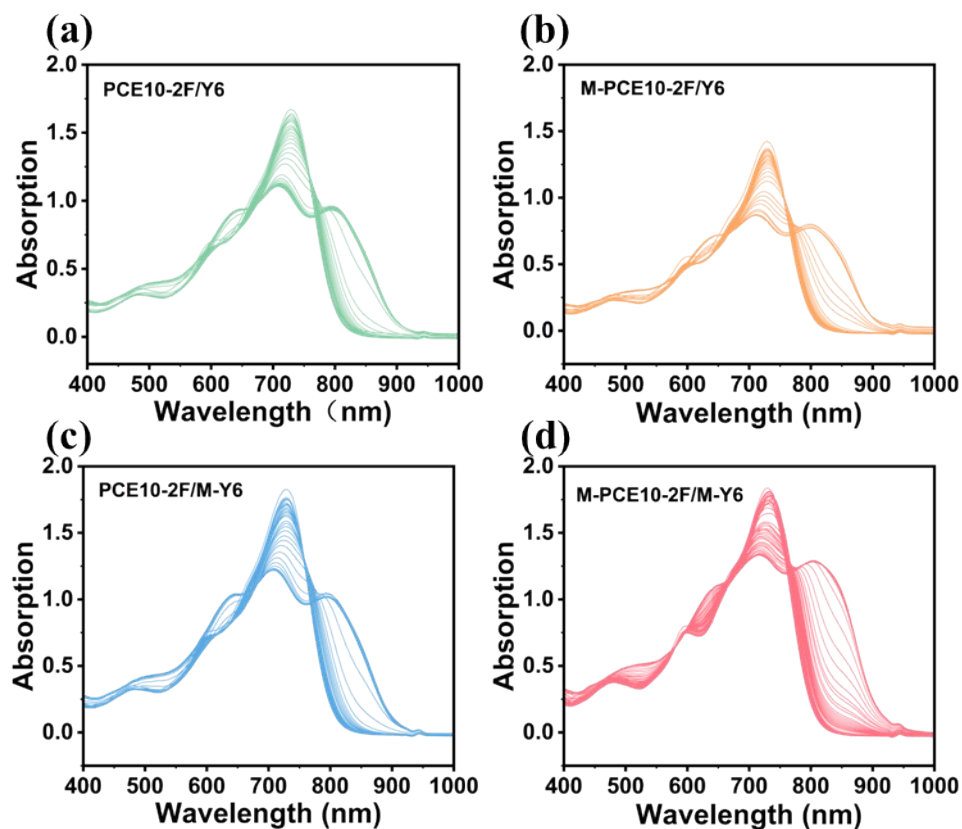 (a)
PCE10-2F/Y6
2.0
1.5
1.0
0.5
0.0
Absorption
400 500 600 700 800 900 1000
Wavelength（nm）
(b)
M-PCE10-2F/Y6
2.0
1.5
1.0
0.5
0.0
Absorption
400 500 600 700 800 900 1000
Wavelength (nm)
(c)
PCE10-2F/M-Y6
2.0
1.5
1.0
0.5
0.0
Absorption
400 500 600 700 800 900 1000
Wavelength (nm)
(d)
M-PCE10-2F/M-Y6
2.0
1.5
1.0
0.5
0.0
Absorption
400 500 600 700 800 900 1000
Wavelength (nm)